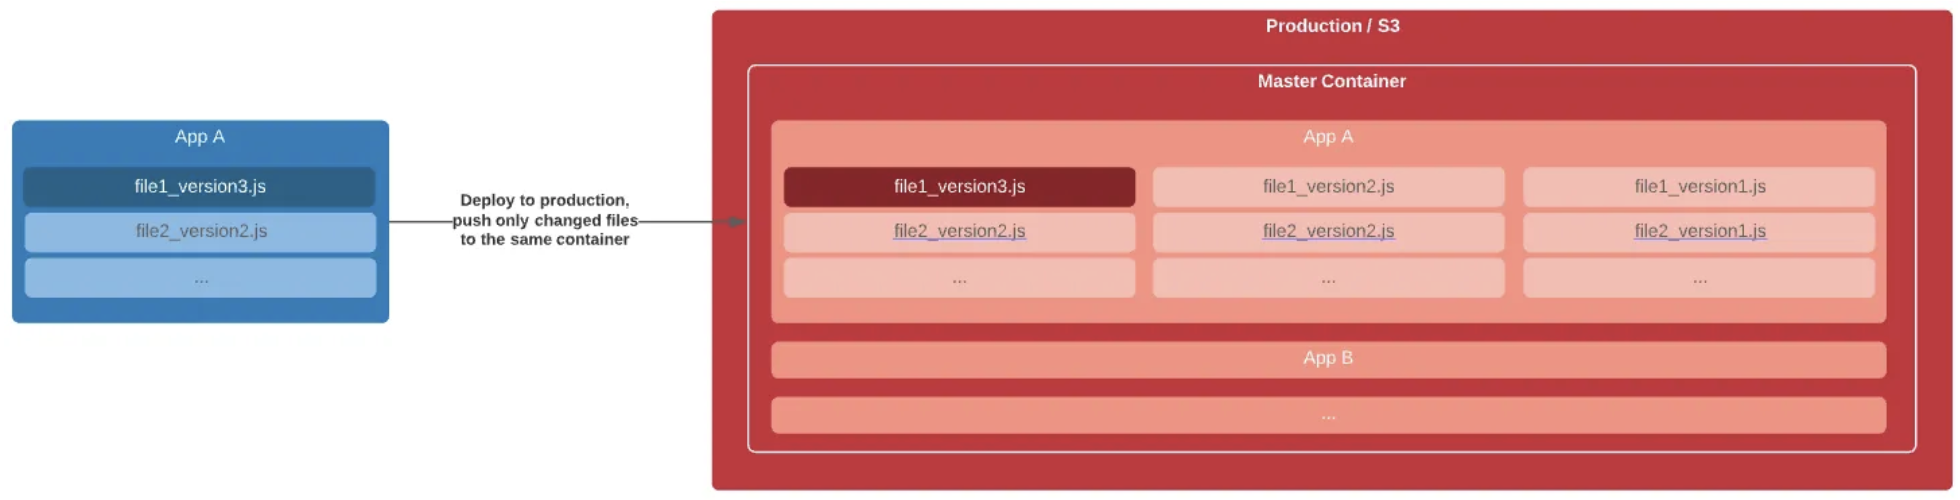 App A
file1_version3.js
file2_version2.js
...
Deploy to production,
push only changed files
to the same container
Production / S3
Master Container
App A
file1_version3.js
file1_version2.js
file1_version1.js
file2_version2.js
file2_version2.js
file2_version1.js
...
...
...
App B
...